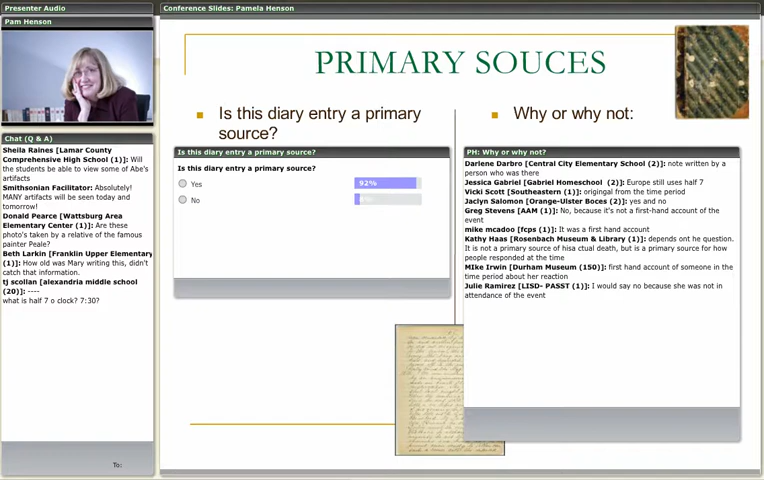 Presenter Audio
Pam Henson
Chat (Q & A)
Sheila Raines [Lamar County
Comprehensive High School (1)]: Will
the students be able to view some of Abe's
artifacts
Smithsonian Facilitator: Absolutely!
MANY artifacts will be seen today and
tomorrow!
Donald Pearce [Wattsburg Area
Elementary Center (1): Are these
photo's taken by a relative of the famous
painter Peale?
Beth Larkin [Franklin Upper Elementary
(1)]: How old was Mary writing this, didn't
catch that information.
tj scollan [alexandria middle school
(20)]: ----
what is half 7 o clock? 7:30?
To:
Conference Slides: Pamela Henson
PRIMARY SOUCES
Is this diary entry a primary
source?
Is this diary entry a primary source?
Is this diary entry a primary source?
Yes
92%
No
Why or why not:
PH: Why or why not?
Darlene Darbro [Central City Elementary School (2)]: note written by a
person who was there
Jessica Gabriel [Gabriel Homeschool (2)]: Europe still uses half 7
Vicki Scott [Southeastern (1)]: origingal from the time period
Jaclyn Salomon [Orange-Ulster Boces (2)]: yes and no
Greg Stevens [AAM (1)]: No, because it's not a first-hand account of the
event
mike mcadoo [fcps (1)]: It was a first hand account
Kathy Haas [Rosenbach Museum & Library (1)]: depends ont he question.
It is not a primary source of hisa ctual death, but is a primary source for how
people responded at the time
MIke Irwin [Durham Museum (150)]: first hand account of someone in the
time period about her reaction
Julie Ramirez [LISD- PASST (1)]: I would say no because she was not in
attendance of the event